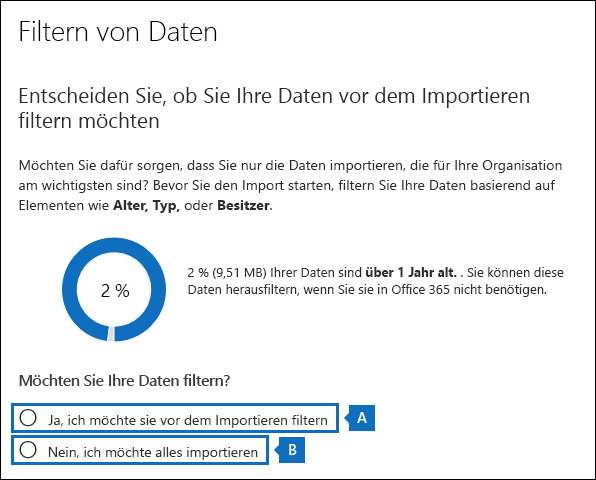 Filtern von Daten
Entscheiden Sie, ob Sie Ihre Daten vor dem Importieren
filtern möchten
Möchten Sie dafür sorgen, dass Sie nur die Daten importieren, die für Ihre Organisation
am wichtigsten sind? Bevor Sie den Import starten, filtern Sie Ihre Daten basierend auf
Elementen wie Alter, Typ, oder Besitzer.
2 %
2 % (9,51 MB) Ihrer Daten sind über 1 Jahr alt. . Sie können diese
Daten herausfiltern, wenn Sie sie in Office 365 nicht benötigen.
Möchten Sie Ihre Daten filtern?
Ja, ich möchte sie vor dem Importieren filtern
A
Nein, ich möchte alles importieren
B